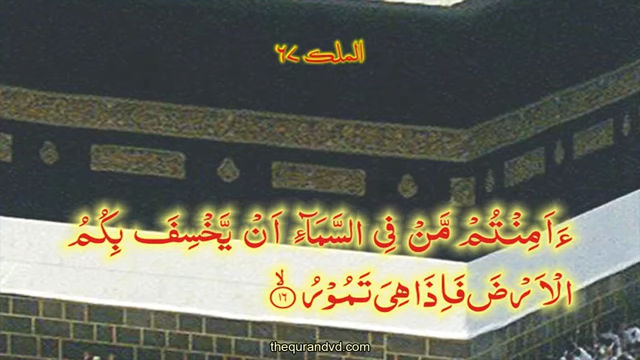 الملك ٦٧
ءَاَمِنْتُمْ مَّنْ فِى السَّمَآءِ اَنْ يَّخْسِفَ بِكُمُ
الْاَرْضَ فَاِذَا هِىَ تَمُوْرُ ۙ﴿۱۶﴾
thequrandvd.com